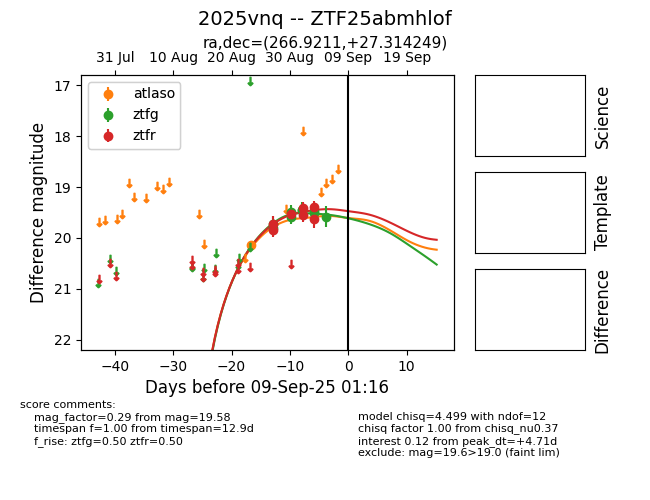 2025vnq -- ZTF25abmhlof
ra,dec=(266.9211,+27.314249)
31 Jul 10 Aug 20 Aug 30 Aug 09 Sep 19 Sep
atlaso
ztfg
ztfr
17
18
19
20
21
22
Difference magnitude
−40 −30 −20 −10 0 10
Days before 09-Sep-25 01:16
Science
Template
Difference
score comments:
mag_factor=0.29 from mag=19.58
timespan f=1.00 from timespan=12.9d
f_rise: ztfg=0.50 ztfr=0.50
model chisq=4.499 with ndof=12
chisq factor 1.00 from chisq_nu0.37
interest 0.12 from peak_dt=+4.71d
exclude: mag=19.6>19.0 (faint lim)